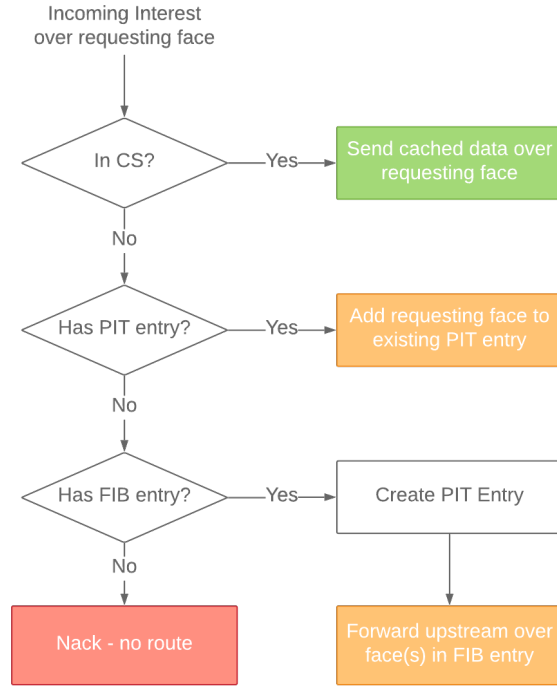 Incoming Interest
over requesting face
In CS?
Yes
Send cached data over
requesting face
No
Has PIT entry?
Yes
Add requesting face to
existing PIT entry
No
Has FIB entry?
Yes
Create PIT Entry
No
Nack - no route
Forward upstream over
face(s) in FIB entry